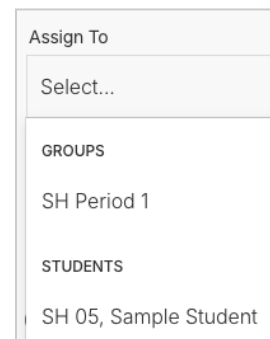 Assign To
Select...
GROUPS
SH Period 1
STUDENTS
SH 05, Sample Student